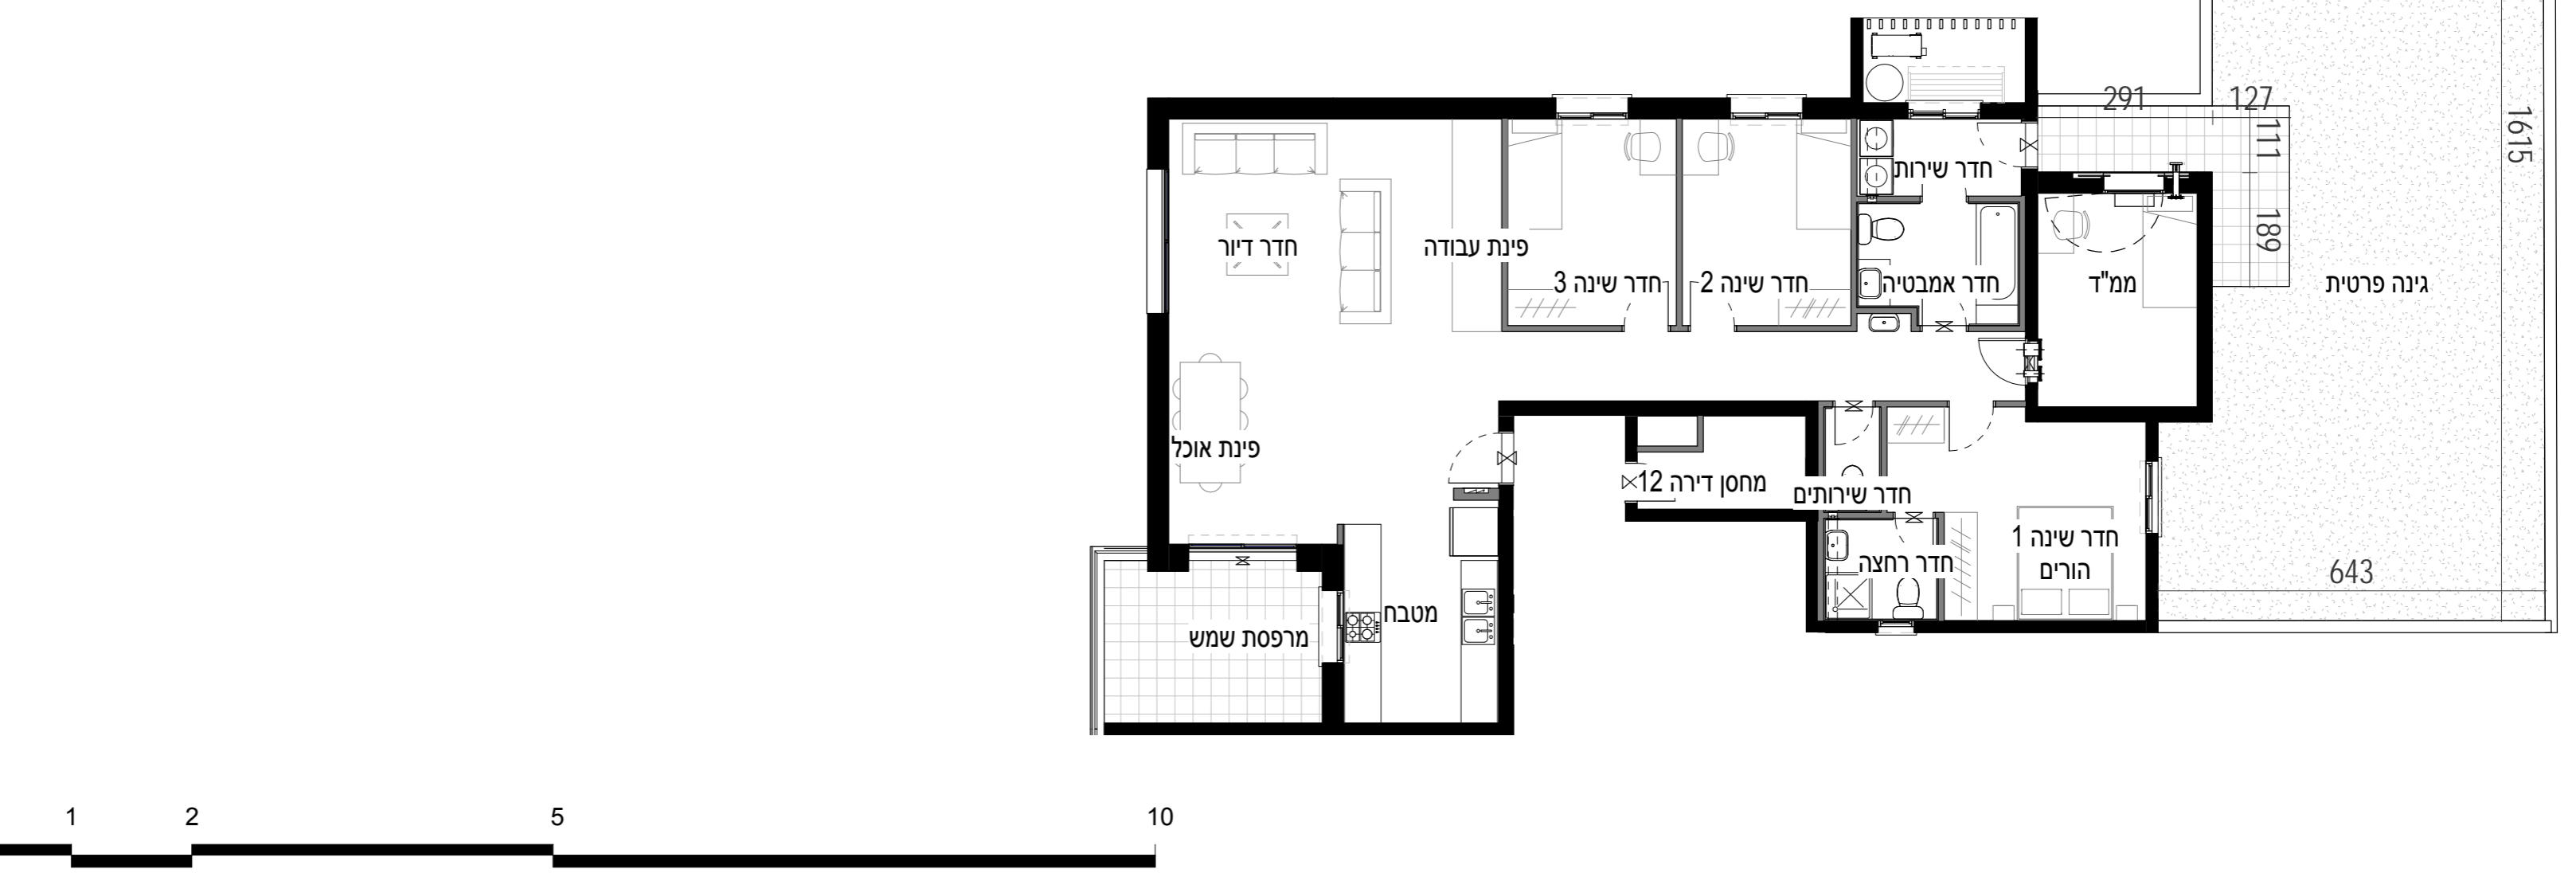 291
127
111
1615
חדר שירות
189
חדר דיור
פינת עבודה
חדר שינה 3
חדר שינה 2
חדר אמבטיה
ממ"ד
גינה פרטית
פינת אוכל
מחסן דירה 12
חדר שירותים
חדר שינה 1
הורים
חדר רחצה
643
מטבח
מרפסת שמש
1
2
5
10